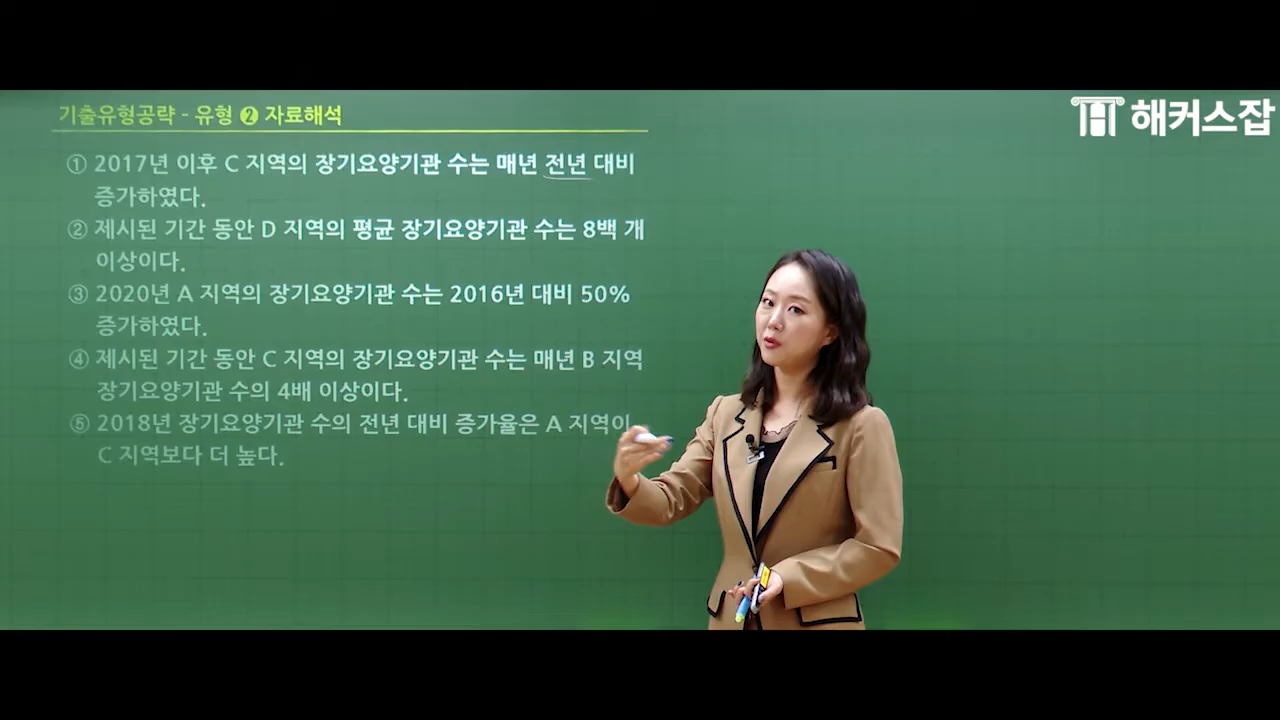 기출유형공략 - 유형 ❷ 자료해석
해커스잡
① 2017년 이후 C 지역의 장기요양기관 수는 매년 전년 대비
증가하였다.
② 제시된 기간 동안 D 지역의 평균 장기요양기관 수는 8백 개
이상이다.
③ 2020년 A 지역의 장기요양기관 수는 2016년 대비 50%
증가하였다.
④ 제시된 기간 동안 C 지역의 장기요양기관 수는 매년 B 지역
장기요양기관 수의 4배 이상이다.
⑤ 2018년 장기요양기관 수의 전년 대비 증가율은 A 지역이
C 지역보다 더 높다.